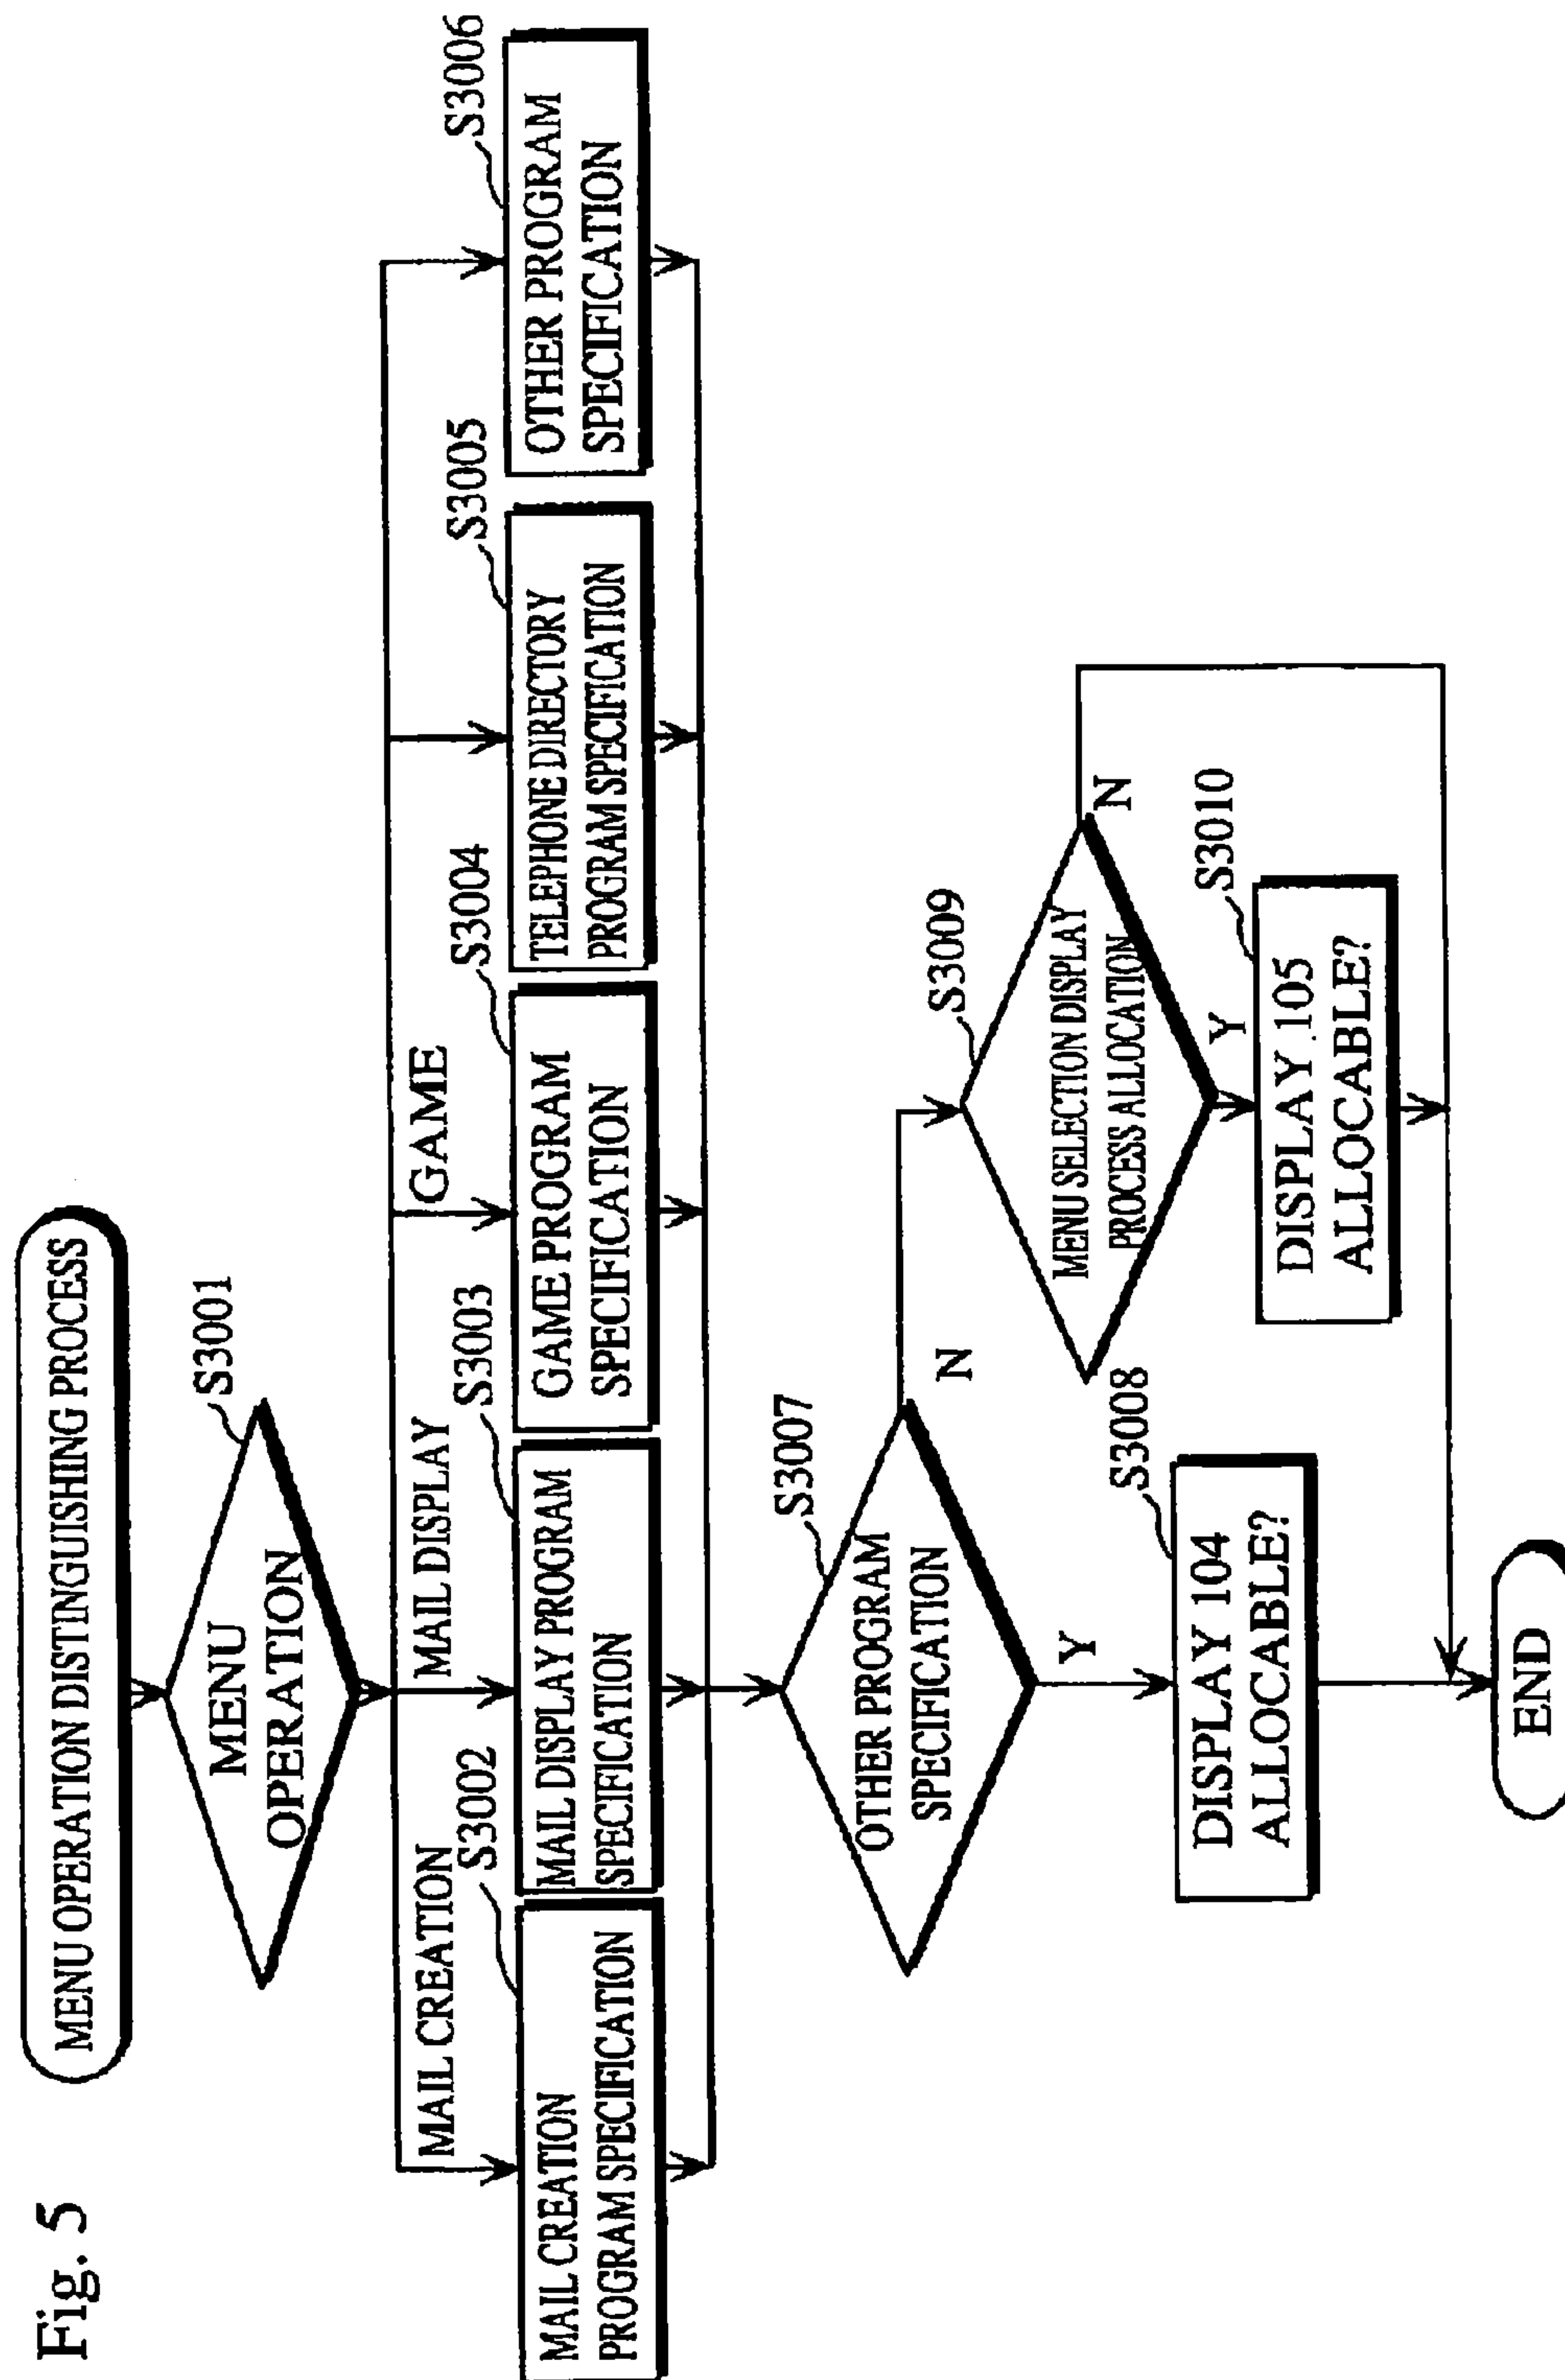 Fig. 5
MENU OPERATION DISTINGUISHING PROCESS
S3001
MENU
OPERATION
MAIL CREATION
MAIL DISPLAY
GAME
S3002
MAIL CREATION
PROGRAM SPECIFICATION
S3003
MAIL DISPLAY PROGRAM
SPECIFICATION
S3004
GAME PROGRAM
SPECIFICATION
S3005
TELEPHONE DIRECTORY
PROGRAM SPECIFICATION
S3006
OTHER PROGRAM
SPECIFICATION
S3007
OTHER PROGRAM
SPECIFICATION
N
Y
S3008
DISPLAY 104
ALLOCABLE?
S3009
MENU SELECTION DISPLAY
PROCESS ALLOCATION
N
Y
S3010
DISPLAY 105
ALLOCABLE?
END